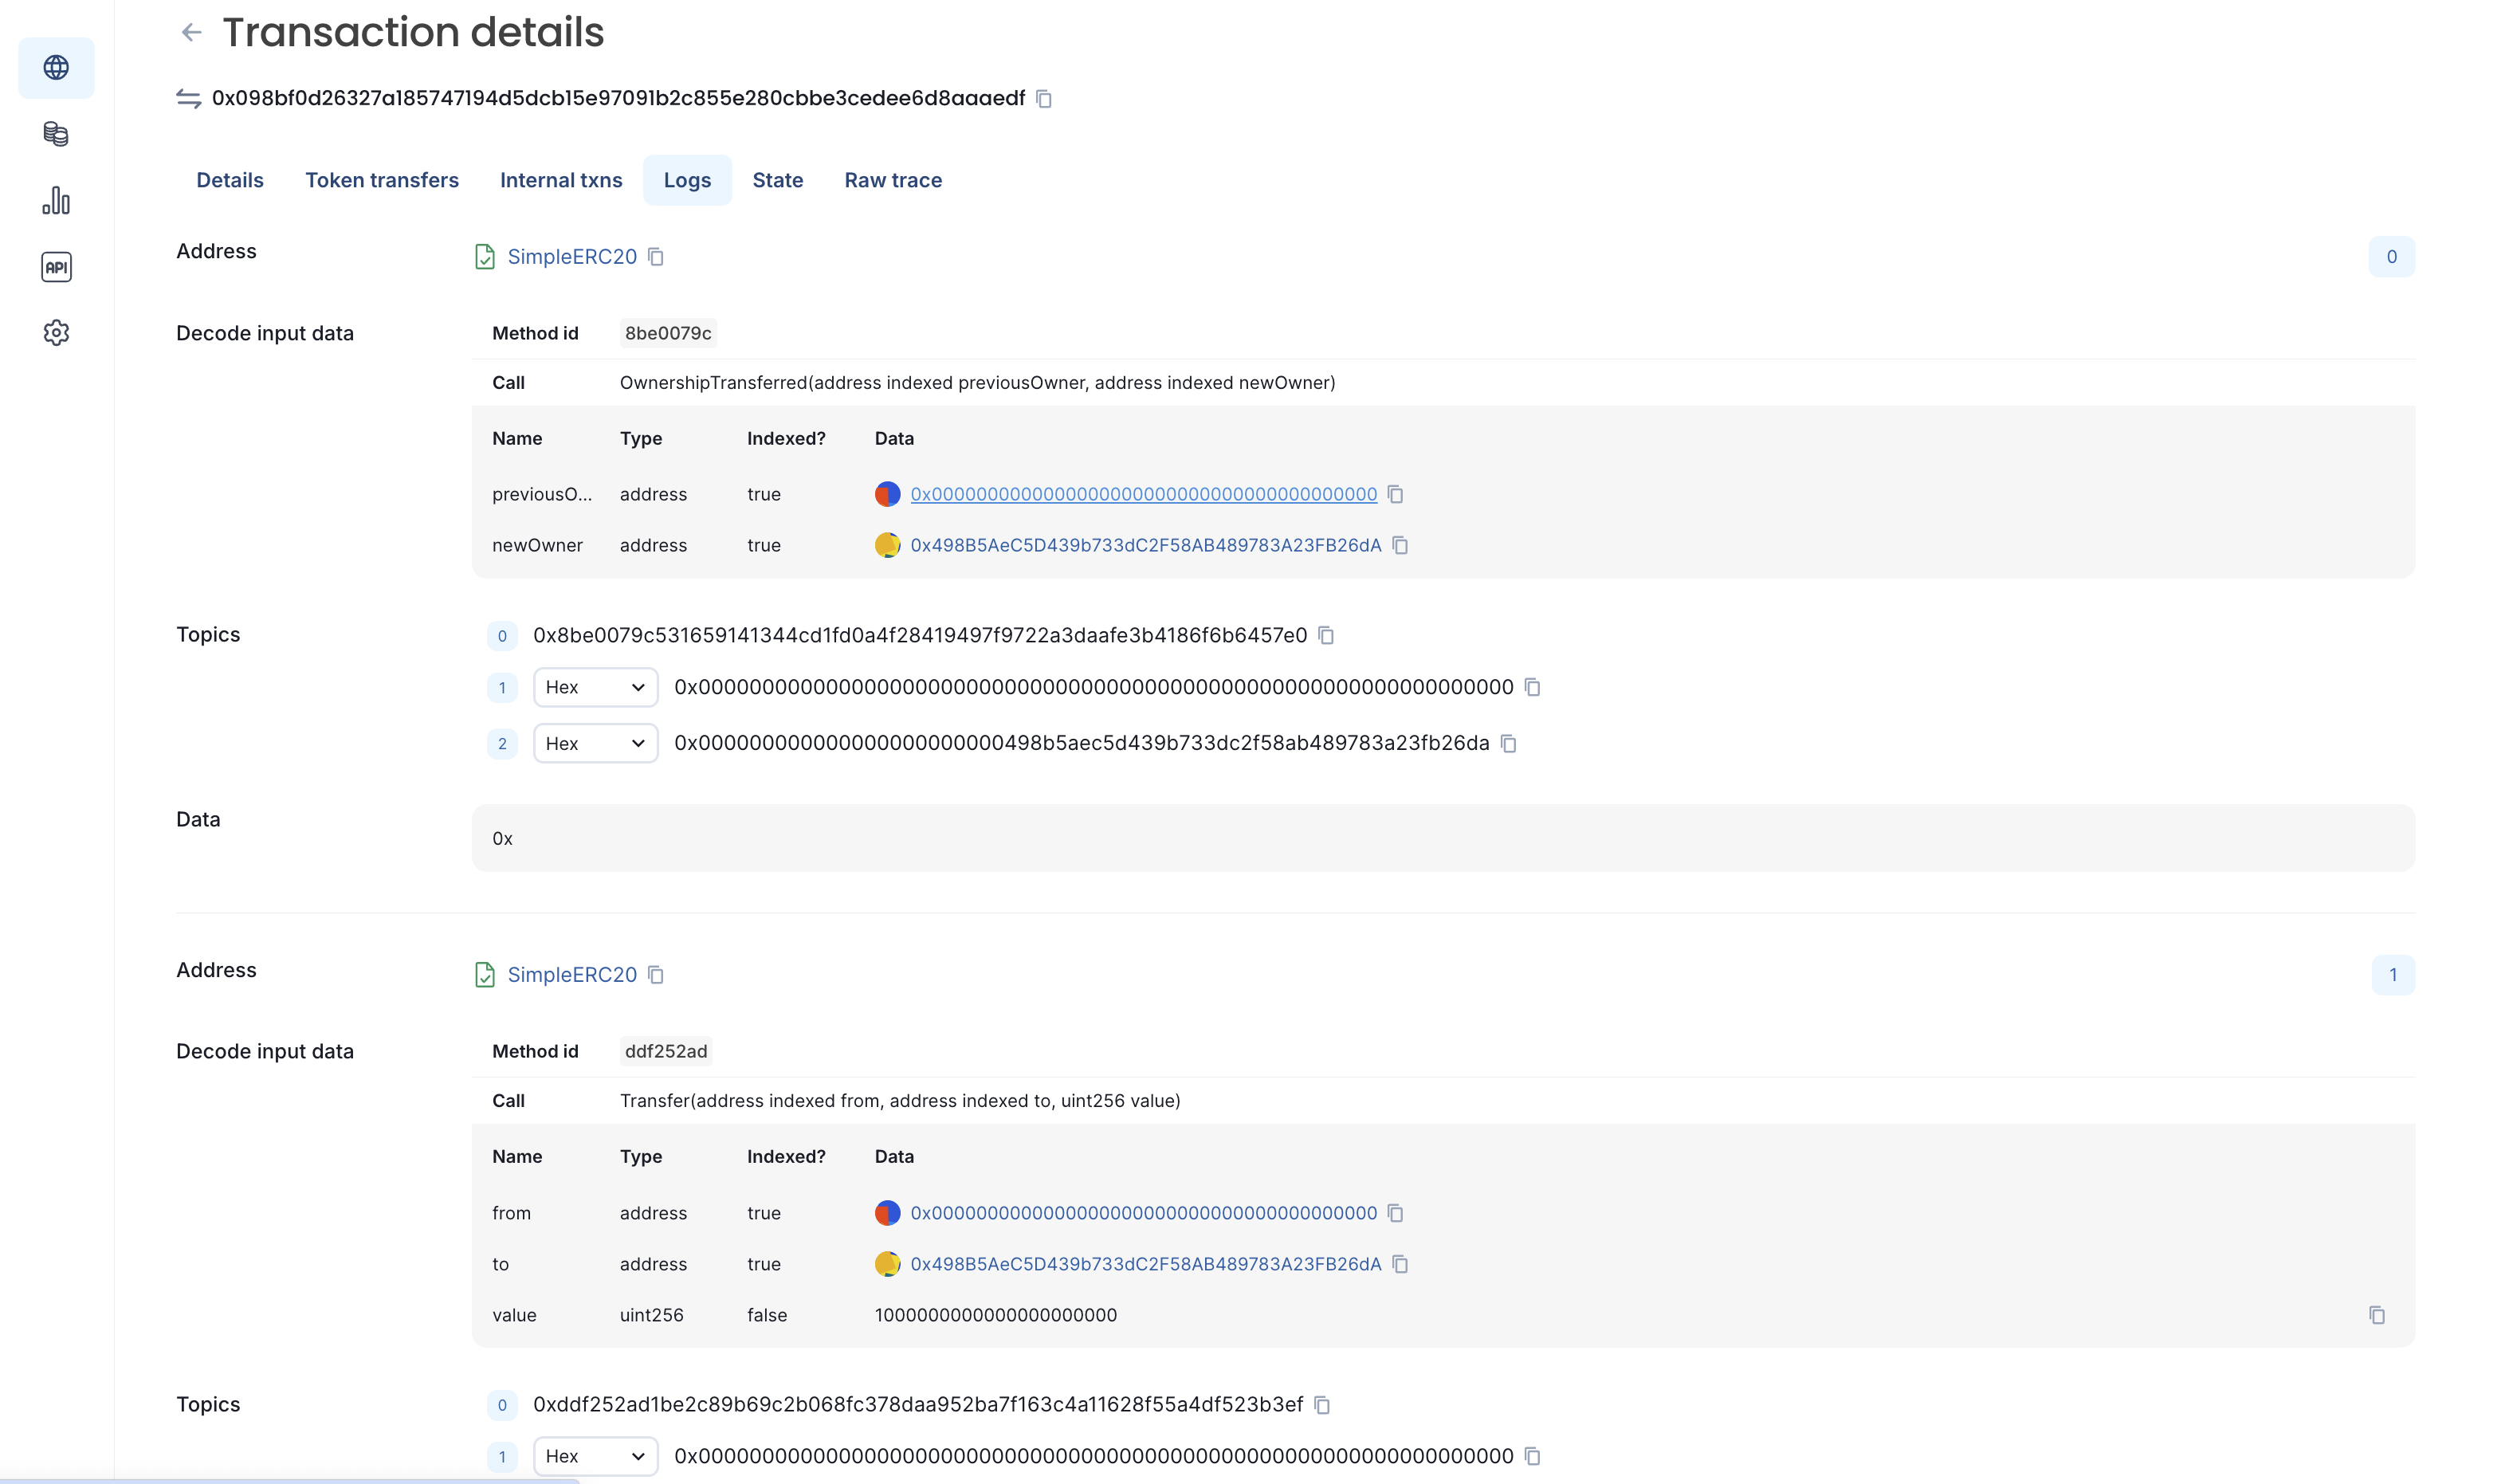 Transaction details
0x098bf0d26327a185747194d5dcb15e97091b2c855e280cbbe3cedee6d8aaaedf
Details Token transfers Internal txns Logs State Raw trace
API
Address SimpleERC20 0
Decode input data Method id 8be0079c
Call OwnershipTransferred(address indexed previousOwner, address indexed newOwner)
Name Type Indexed? Data
previousO... address true 0x0000000000000000000000000000000000000000
newOwner address true 0x498B5AeC5D439b733dC2F58AB489783A23FB26dA
Topics 0 0x8be0079c531659141344cd1fd0a4f28419497f9722a3daafe3b4186f6b6457e0
1 Hex 0x0000000000000000000000000000000000000000000000000000000000000000
2 Hex 0x000000000000000000000000498b5aec5d439b733dc2f58ab489783a23fb26da
Data 0x
Address SimpleERC20 1
Decode input data Method id ddf252ad
Call Transfer(address indexed from, address indexed to, uint256 value)
Name Type Indexed? Data
from address true 0x0000000000000000000000000000000000000000
to address true 0x498B5AeC5D439b733dC2F58AB489783A23FB26dA
value uint256 false 1000000000000000000000
Topics 0 0xddf252ad1be2c89b69c2b068fc378daa952ba7f163c4a11628f55a4df523b3ef
1 Hex 0x0000000000000000000000000000000000000000000000000000000000000000